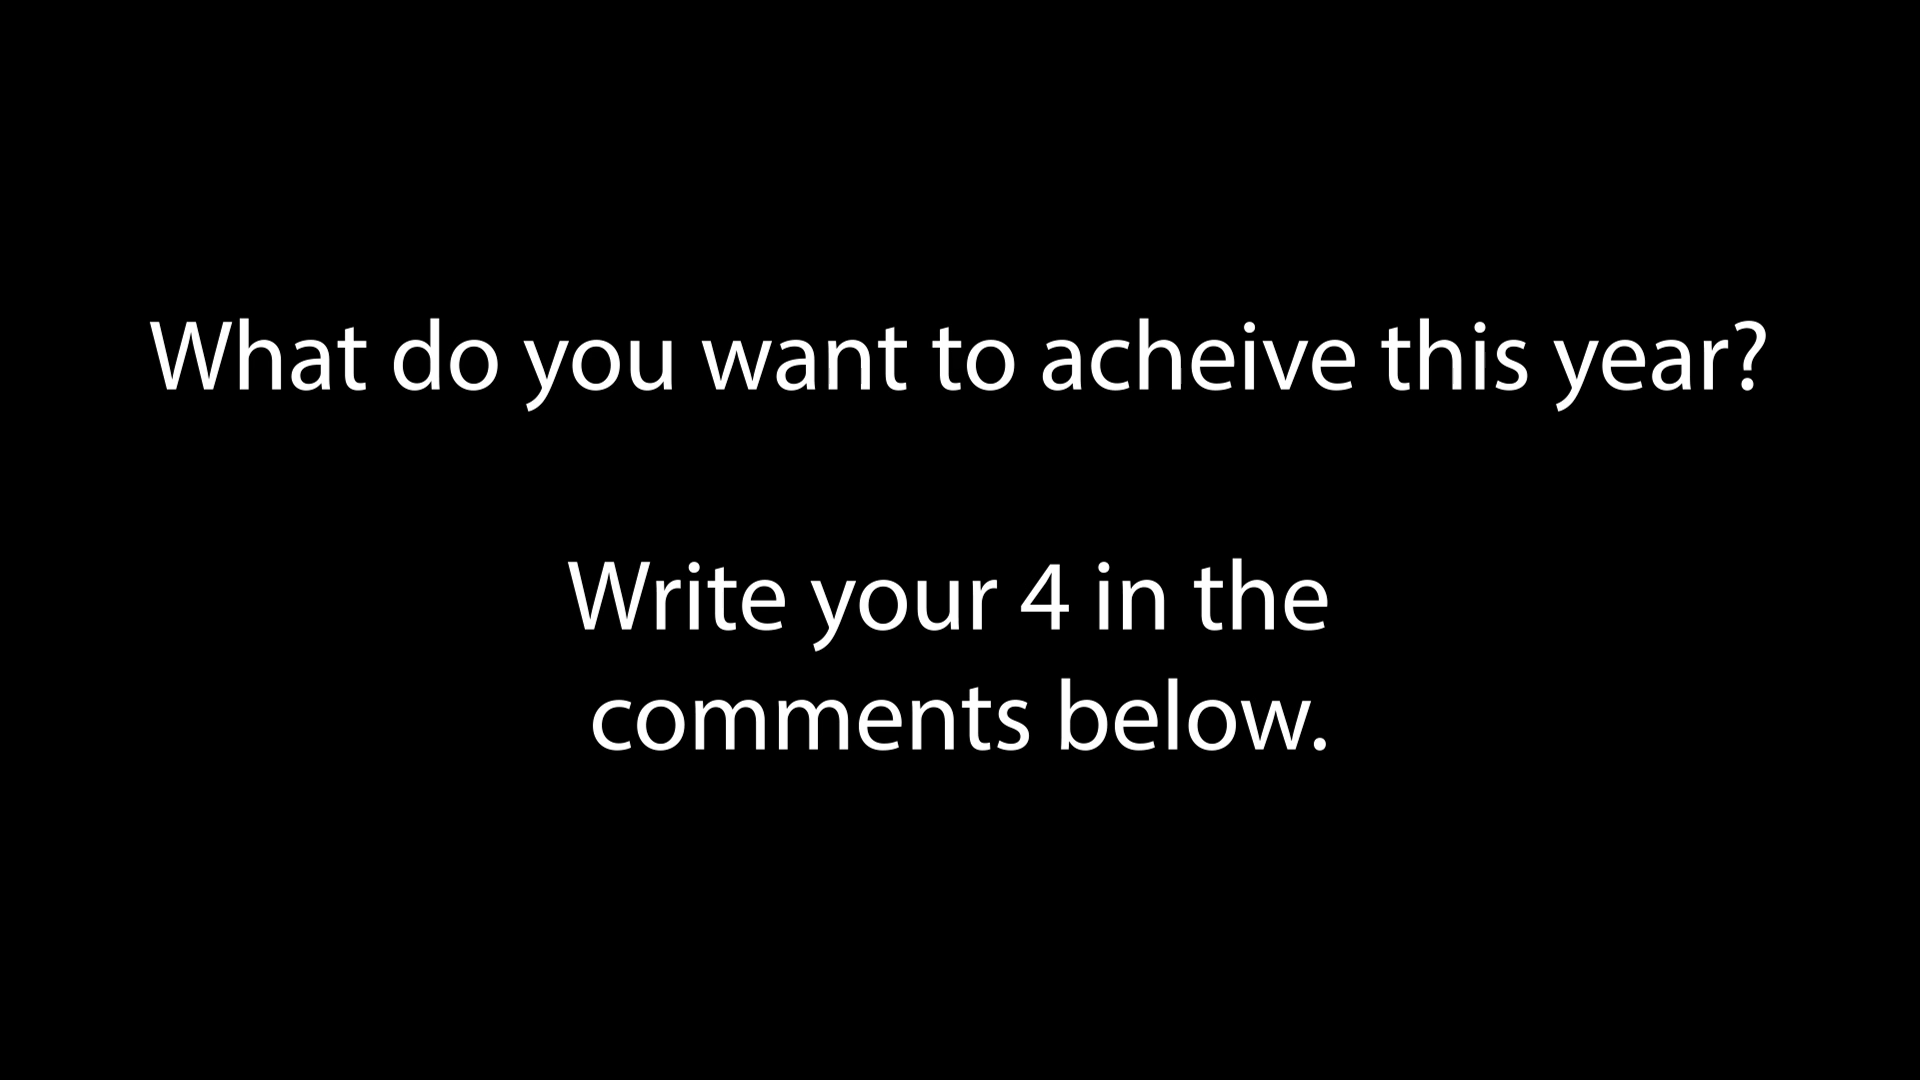 What do you want to acheive this year?
Write your 4 in the
comments below.